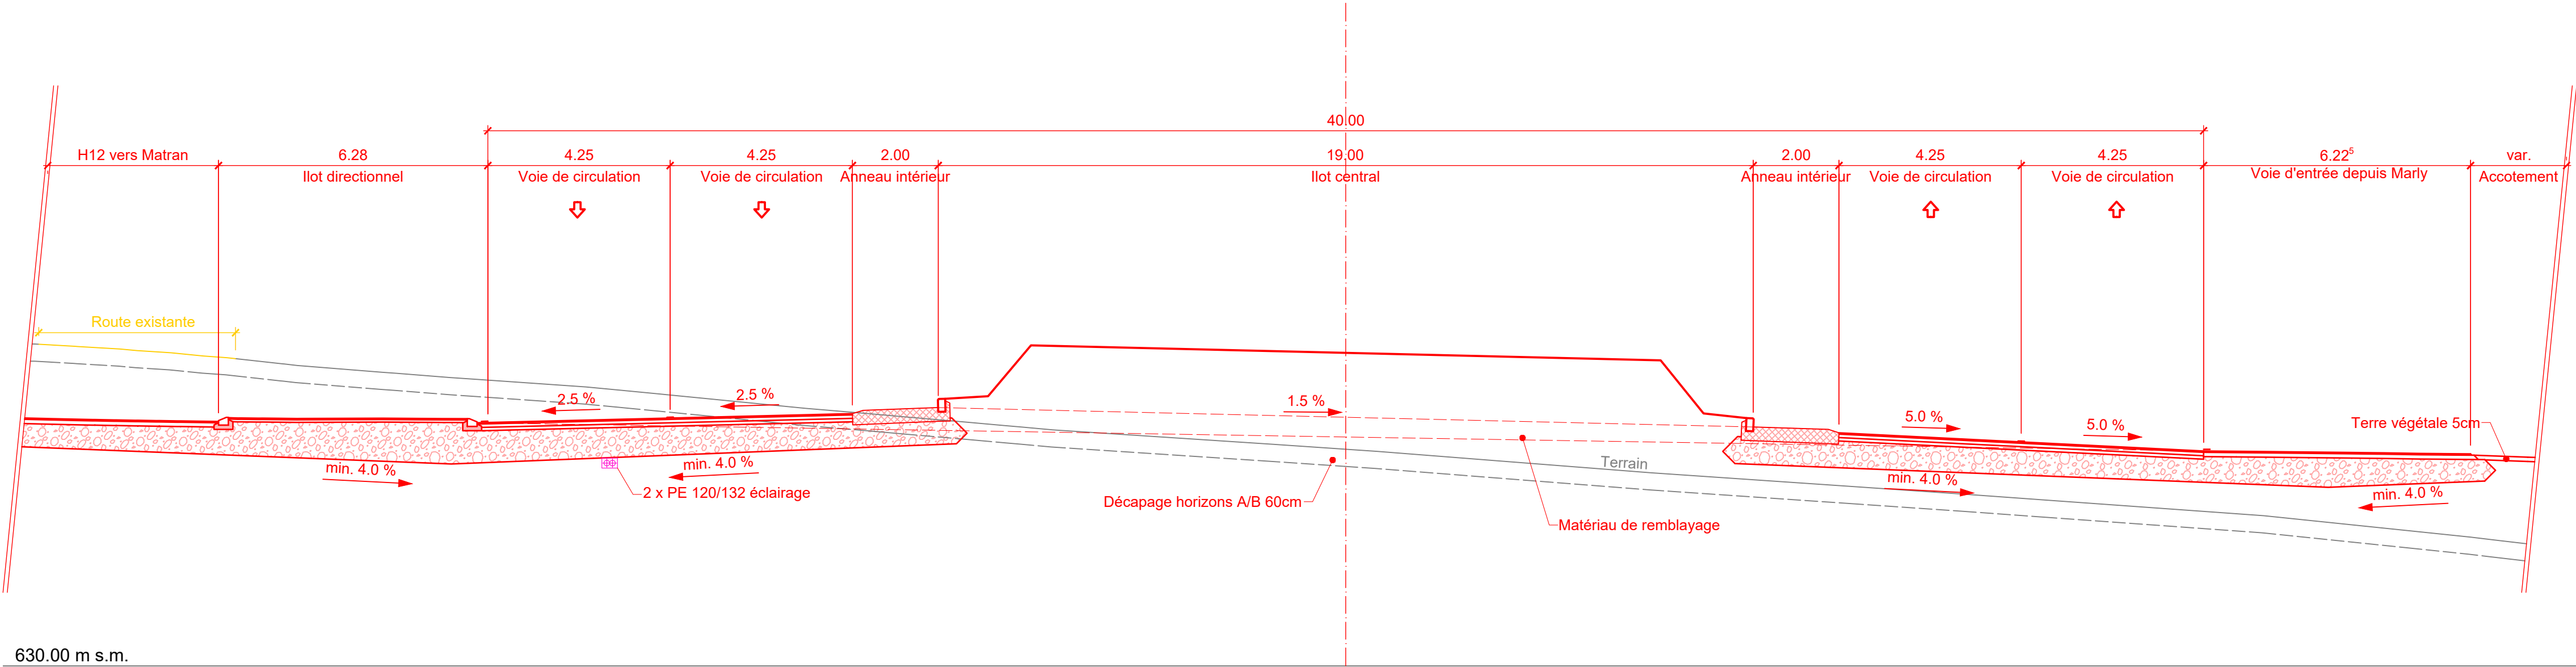 40.00
H12 vers Matran
6.28
4.25
4.25
2.00
19.00
2.00
4.25
4.25
6.22⁵
var.
Ilot directionnel
Voie de circulation
Voie de circulation
Anneau intérieur
Ilot central
Anneau intérieur
Voie de circulation
Voie de circulation
Voie d'entrée depuis Marly
Accotement
Route existante
2.5 %
2.5 %
1.5 %
5.0 %
5.0 %
Terre végétale 5cm
min. 4.0 %
min. 4.0 %
Terrain
min. 4.0 %
min. 4.0 %
2 x PE 120/132 éclairage
Décapage horizons A/B 60cm
Matériau de remblayage
630.00 m s.m.